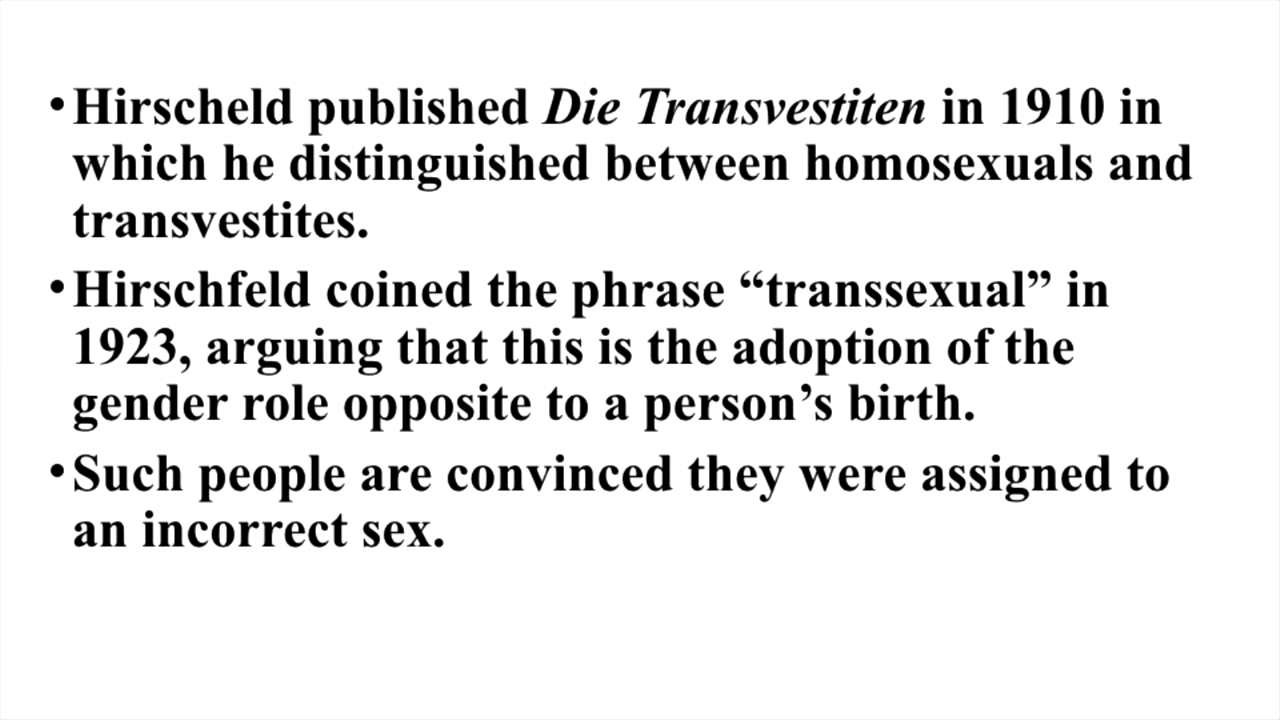 •Hirscheld published Die Transvestiten in 1910 in
which he distinguished between homosexuals and
transvestites.
•Hirschfeld coined the phrase “transsexual” in
1923, arguing that this is the adoption of the
gender role opposite to a person’s birth.
•Such people are convinced they were assigned to
an incorrect sex.